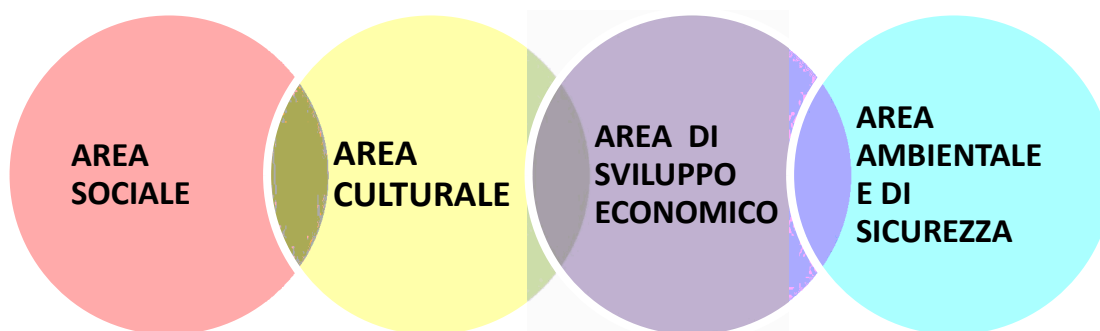 AREA
SOCIALE
AREA
CULTURALE
AREA DI
SVILUPPO
ECONOMICO
AREA
AMBIENTALE
E DI
SICUREZZA